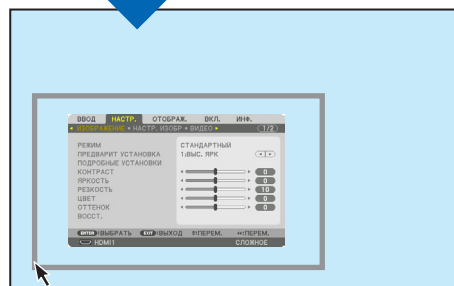 ВВОД НАСТР. ОТОБРАЖ. ВКЛ. ИНФ.
ИЗОБРАЖЕНИЕ • НАСТР. ИЗОБР • ВИДЕО 1/2
РЕЖИМ СТАНДАРТНЫЙ
ПРЕДВАРИТ УСТАНОВКА 1:ВЫС. ЯРК
ПОДРОБНЫЕ УСТАНОВКИ
КОНТРАСТ 0
ЯРКОСТЬ 0
РЕЗКОСТЬ 10
ЦВЕТ 0
ОТТЕНОК 0
ВОССТ.
ENTER :ВЫБРАТЬ EXIT :ВЫХОД ↕:ПЕРЕМ. ↔:ПЕРЕМ.
HDMI1 СЛОЖНОЕ